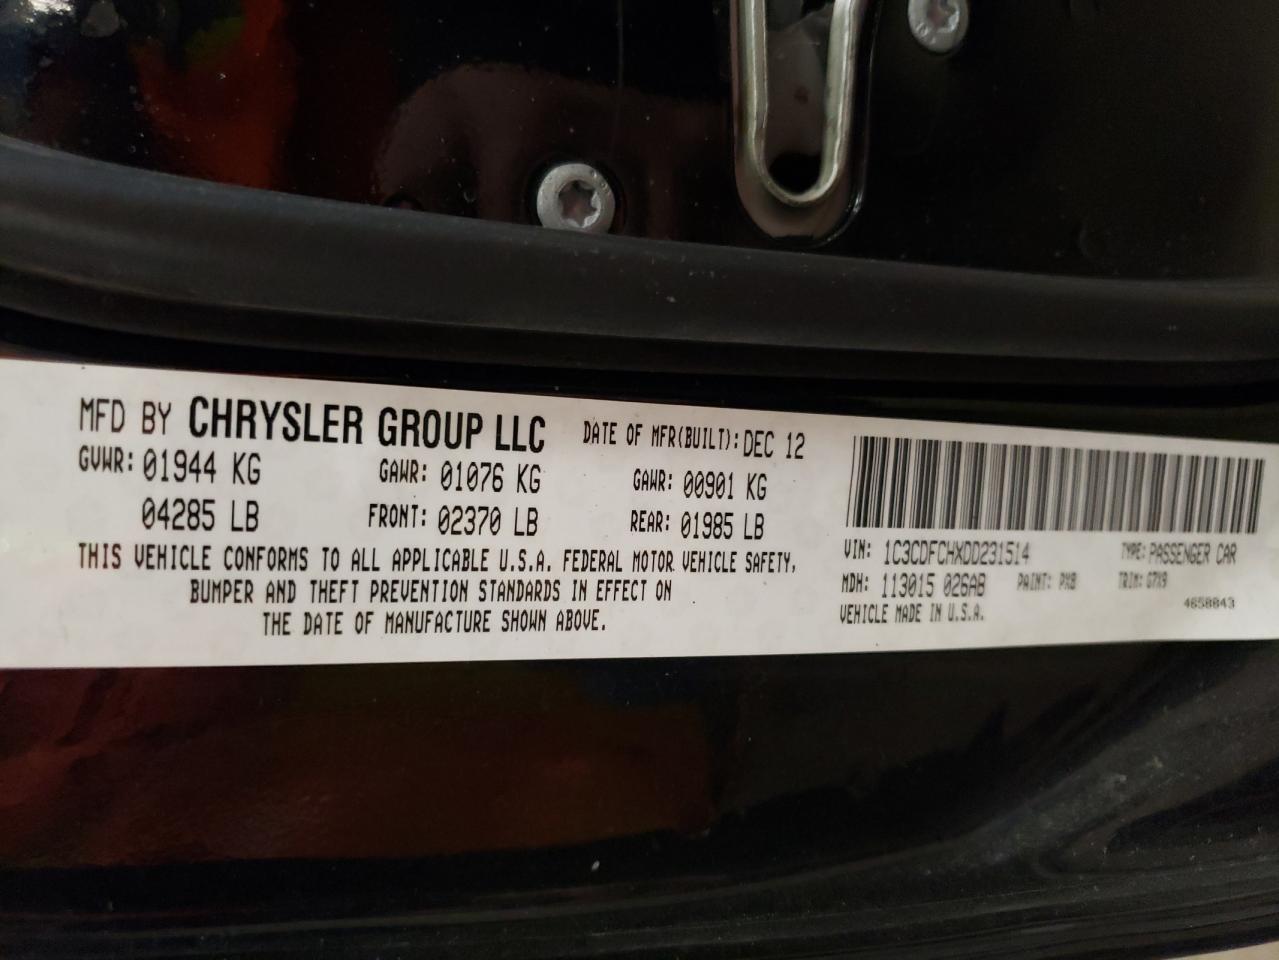 MFD BY CHRYSLER GROUP LLC DATE OF MFR(BUILT): DEC 12
GVWR: 01944 KG GAWR: 01076 KG GAWR: 00901 KG
04285 LB FRONT: 02370 LB REAR: 01985 LB
THIS VEHICLE CONFORMS TO ALL APPLICABLE U.S.A. FEDERAL MOTOR VEHICLE SAFETY,
BUMPER AND THEFT PREVENTION STANDARDS IN EFFECT ON
THE DATE OF MANUFACTURE SHOWN ABOVE.
VIN: 1C3CDFCHXDD231514 TYPE: PASSENGER CAR
MDH: 113015 026AB PAINT: PX8 TRIM: G7X9
VEHICLE MADE IN U.S.A. 4658843